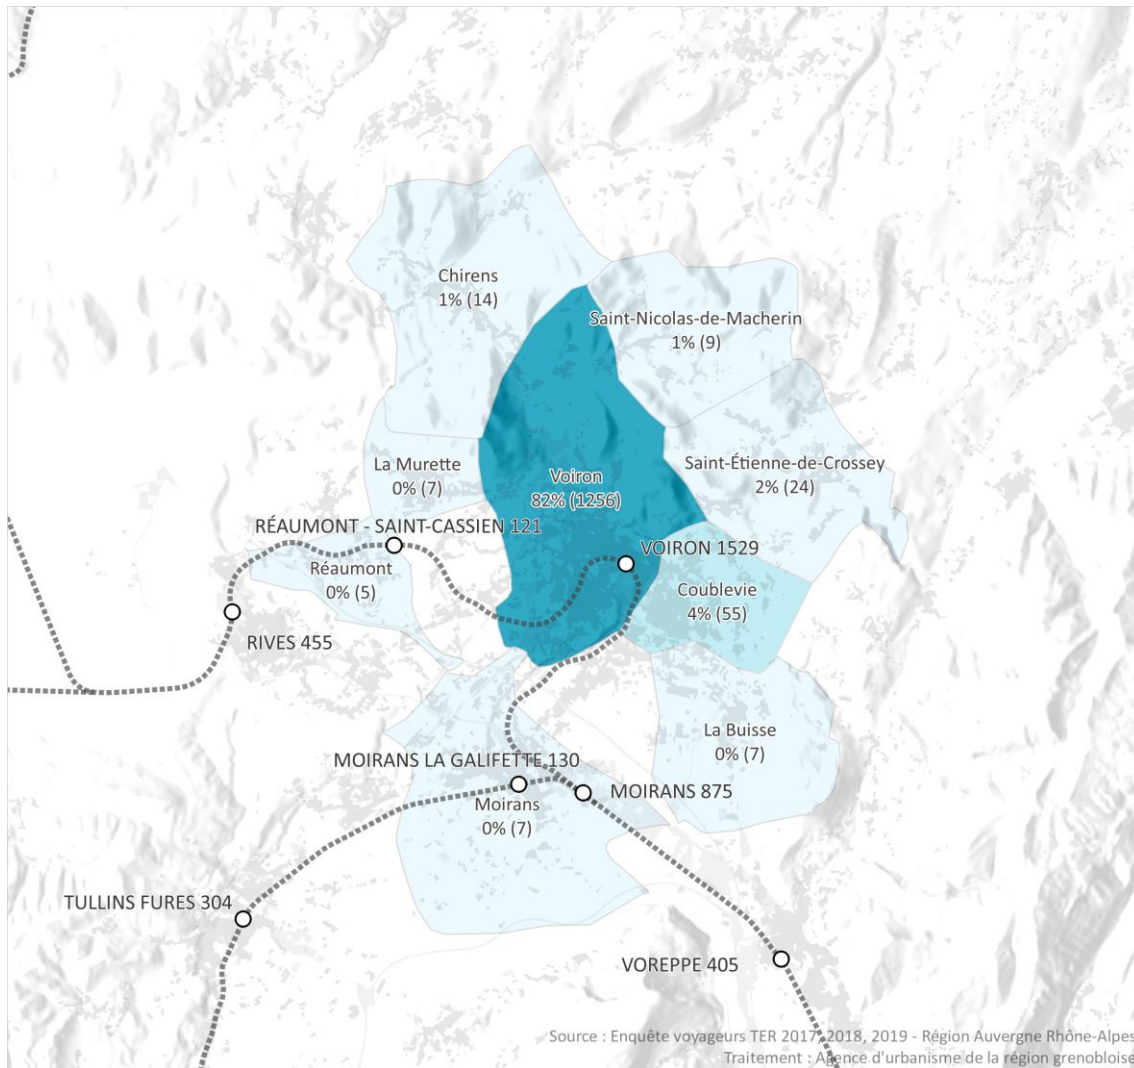 Chirens
1% (14)
Saint-Nicolas-de-Macherin
1% (9)
La Murette
0% (7)
Voiron
82% (1256)
Saint-Étienne-de-Crossey
2% (24)
RÉAUMONT - SAINT-CASSIEN 121
VOIRON 1529
Réaumont
0% (5)
Coublevie
4% (55)
RIVES 455
La Buisse
0% (7)
MOIRANS LA GALIFETTE 130
MOIRANS 875
Moirans
0% (7)
TULLINS FURES 304
VOREPPE 405
Source : Enquête voyageurs TER 2017, 2018, 2019 - Région Auvergne Rhône-Alpes
Traitement : Agence d'urbanisme de la région grenobloise